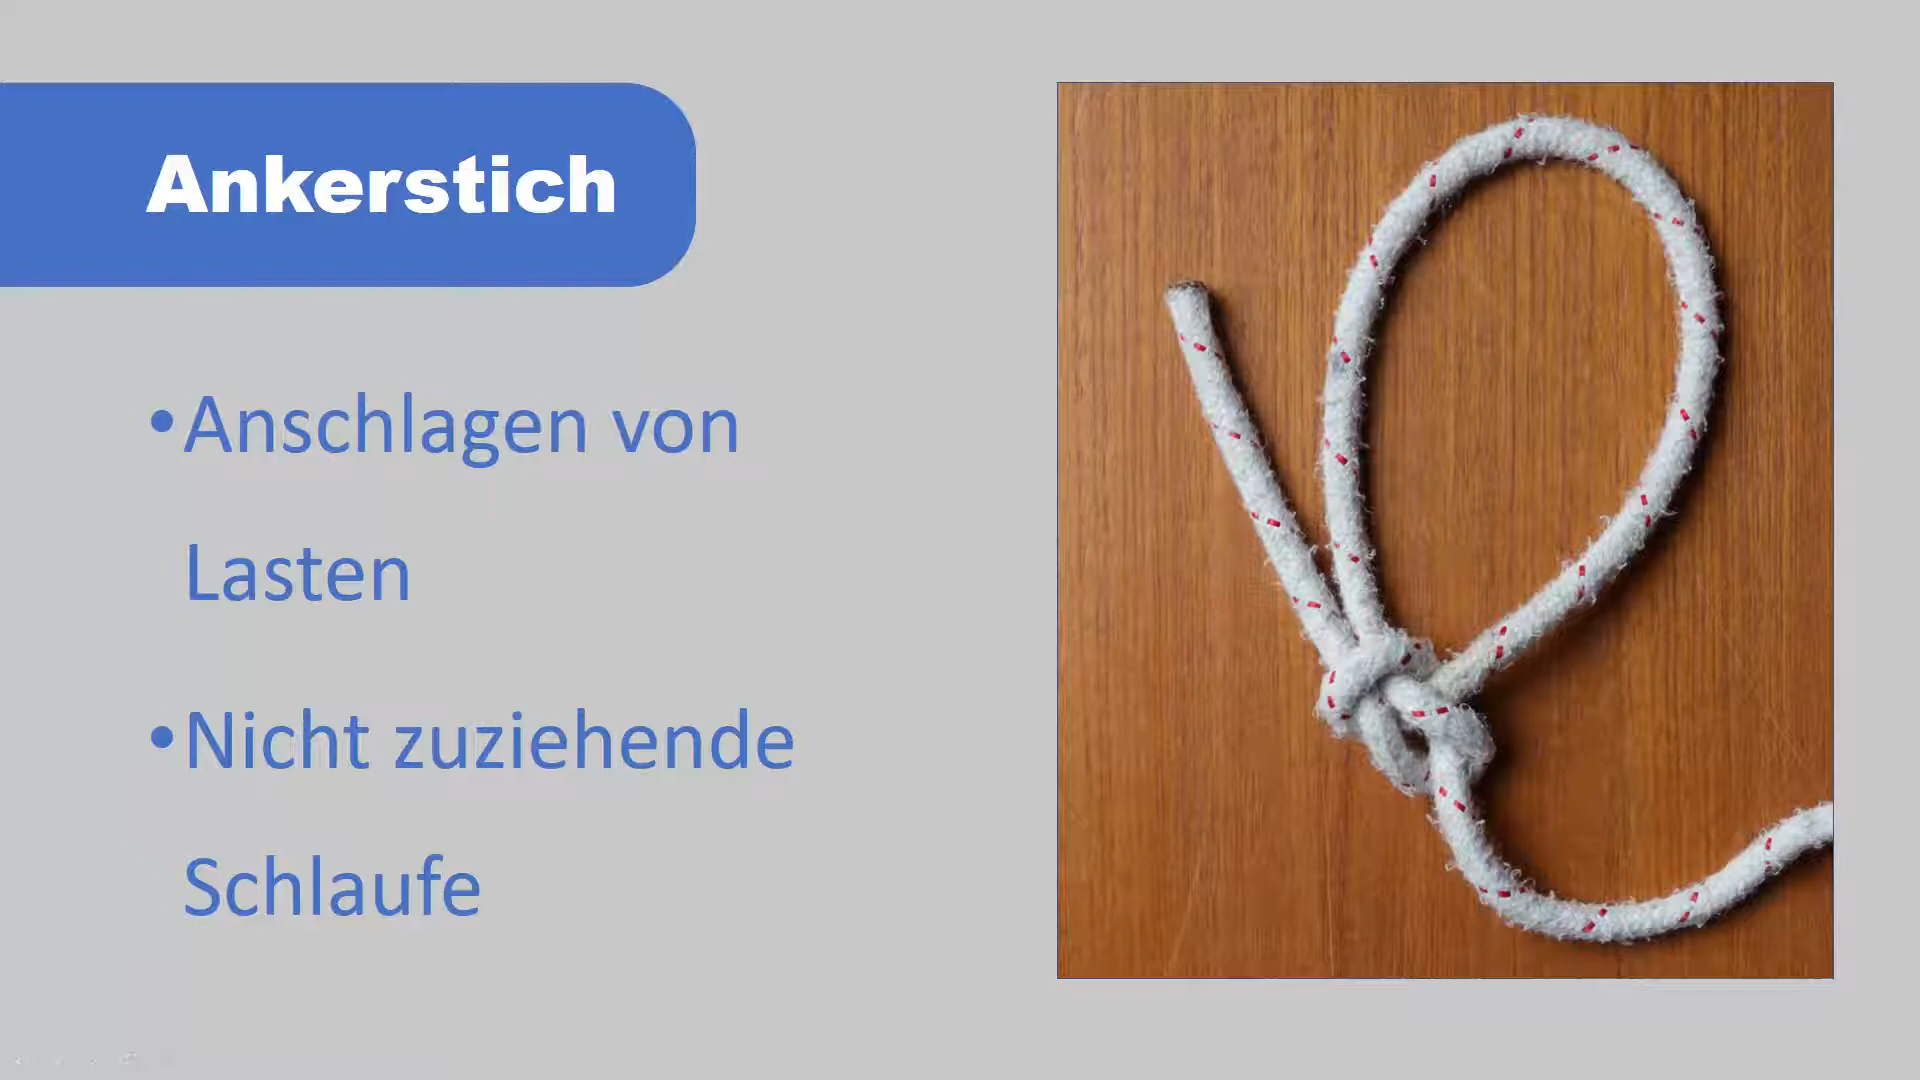 Ankerstich
•Anschlagen von
Lasten
•Nicht zuziehende
Schlaufe